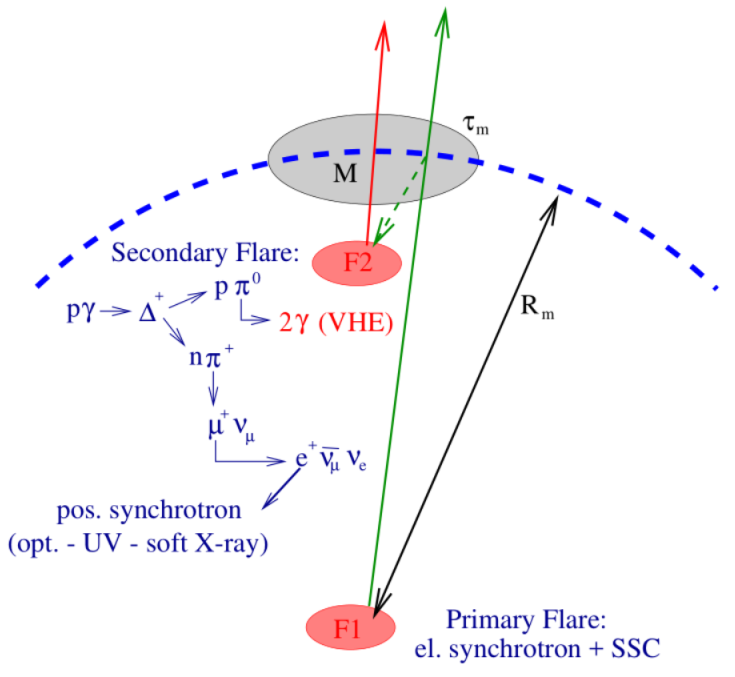 τm
M
Secondary Flare:
F2
p π⁰
pγ → Δ⁺
2γ (VHE)
Rm
n π⁺
μ⁺ νμ
e⁺ ν̅μ νe
pos. synchrotron
(opt. - UV - soft X-ray)
F1
Primary Flare:
el. synchrotron + SSC